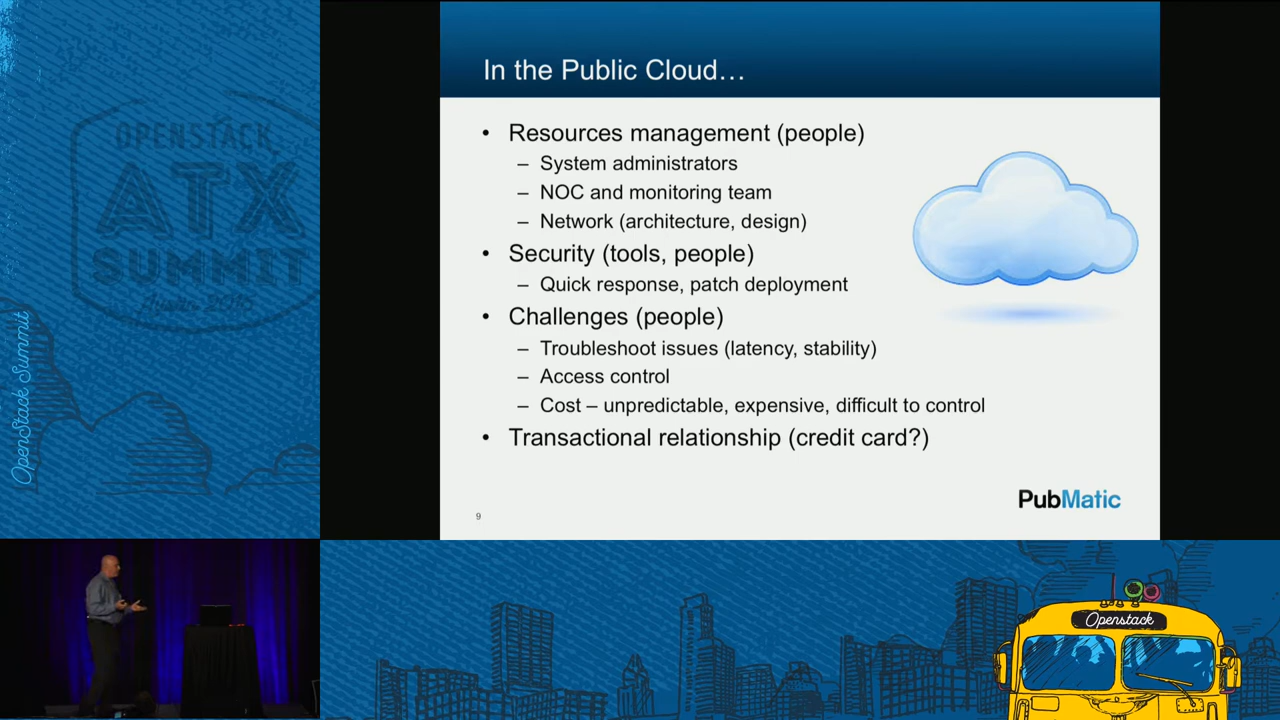 In the Public Cloud…
• Resources management (people)
– System administrators
– NOC and monitoring team
– Network (architecture, design)
• Security (tools, people)
– Quick response, patch deployment
• Challenges (people)
– Troubleshoot issues (latency, stability)
– Access control
– Cost – unpredictable, expensive, difficult to control
• Transactional relationship (credit card?)
PubMatic
9
OPENSTACK
ATX
SUMMIT
OpenStack Summit
Openstack